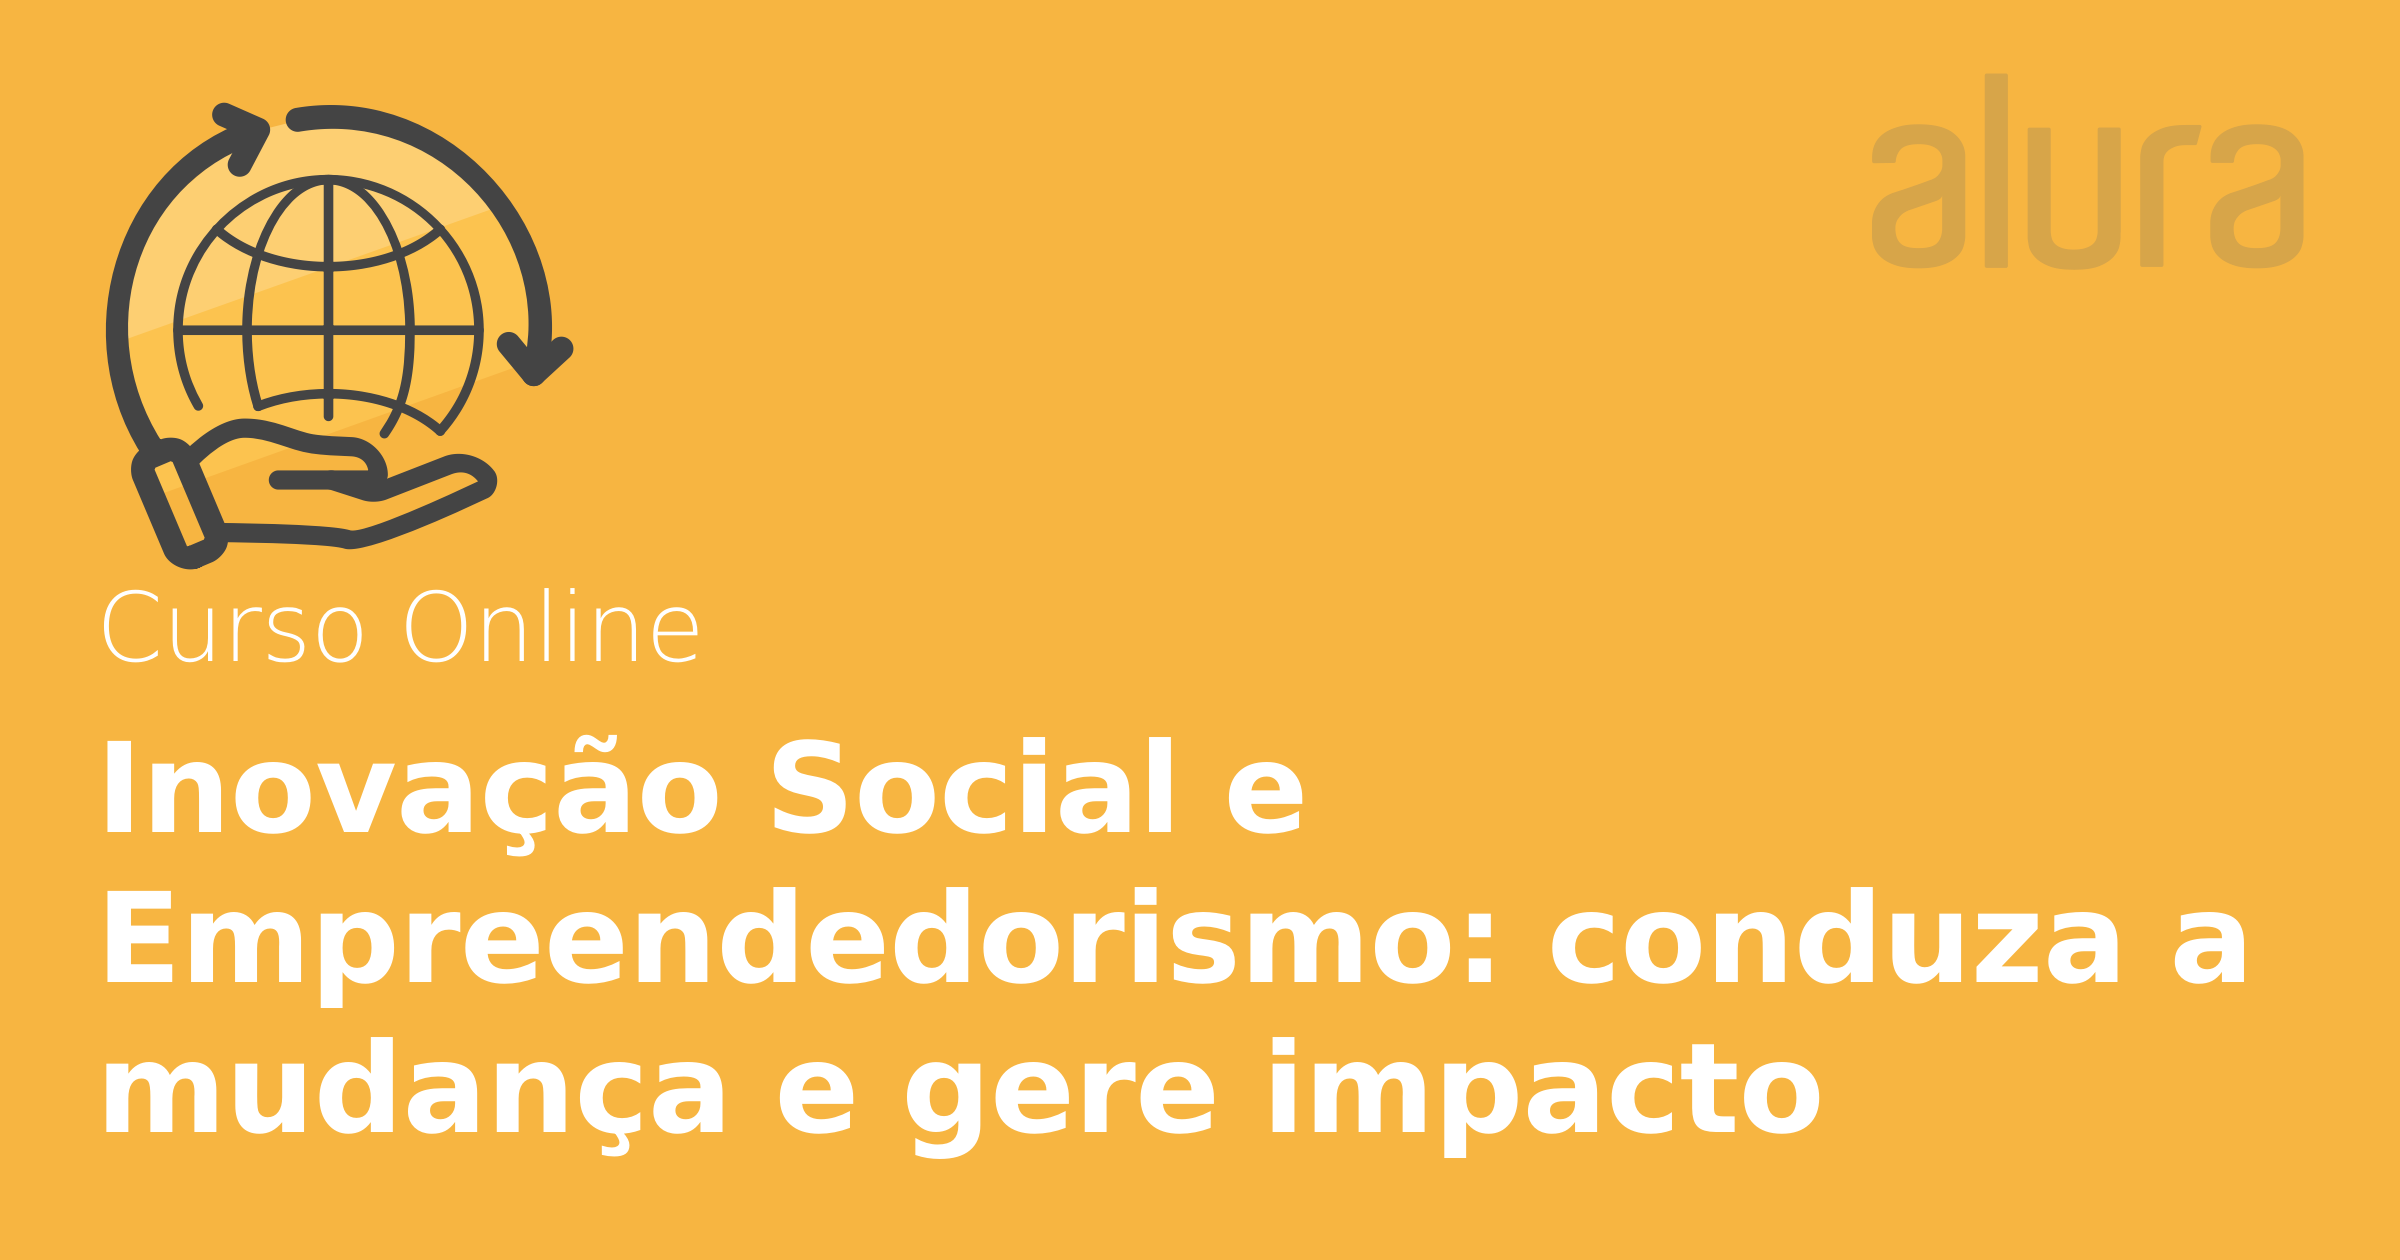 alura
Curso Online
Inovação Social e
Empreendedorismo: conduza a
mudança e gere impacto